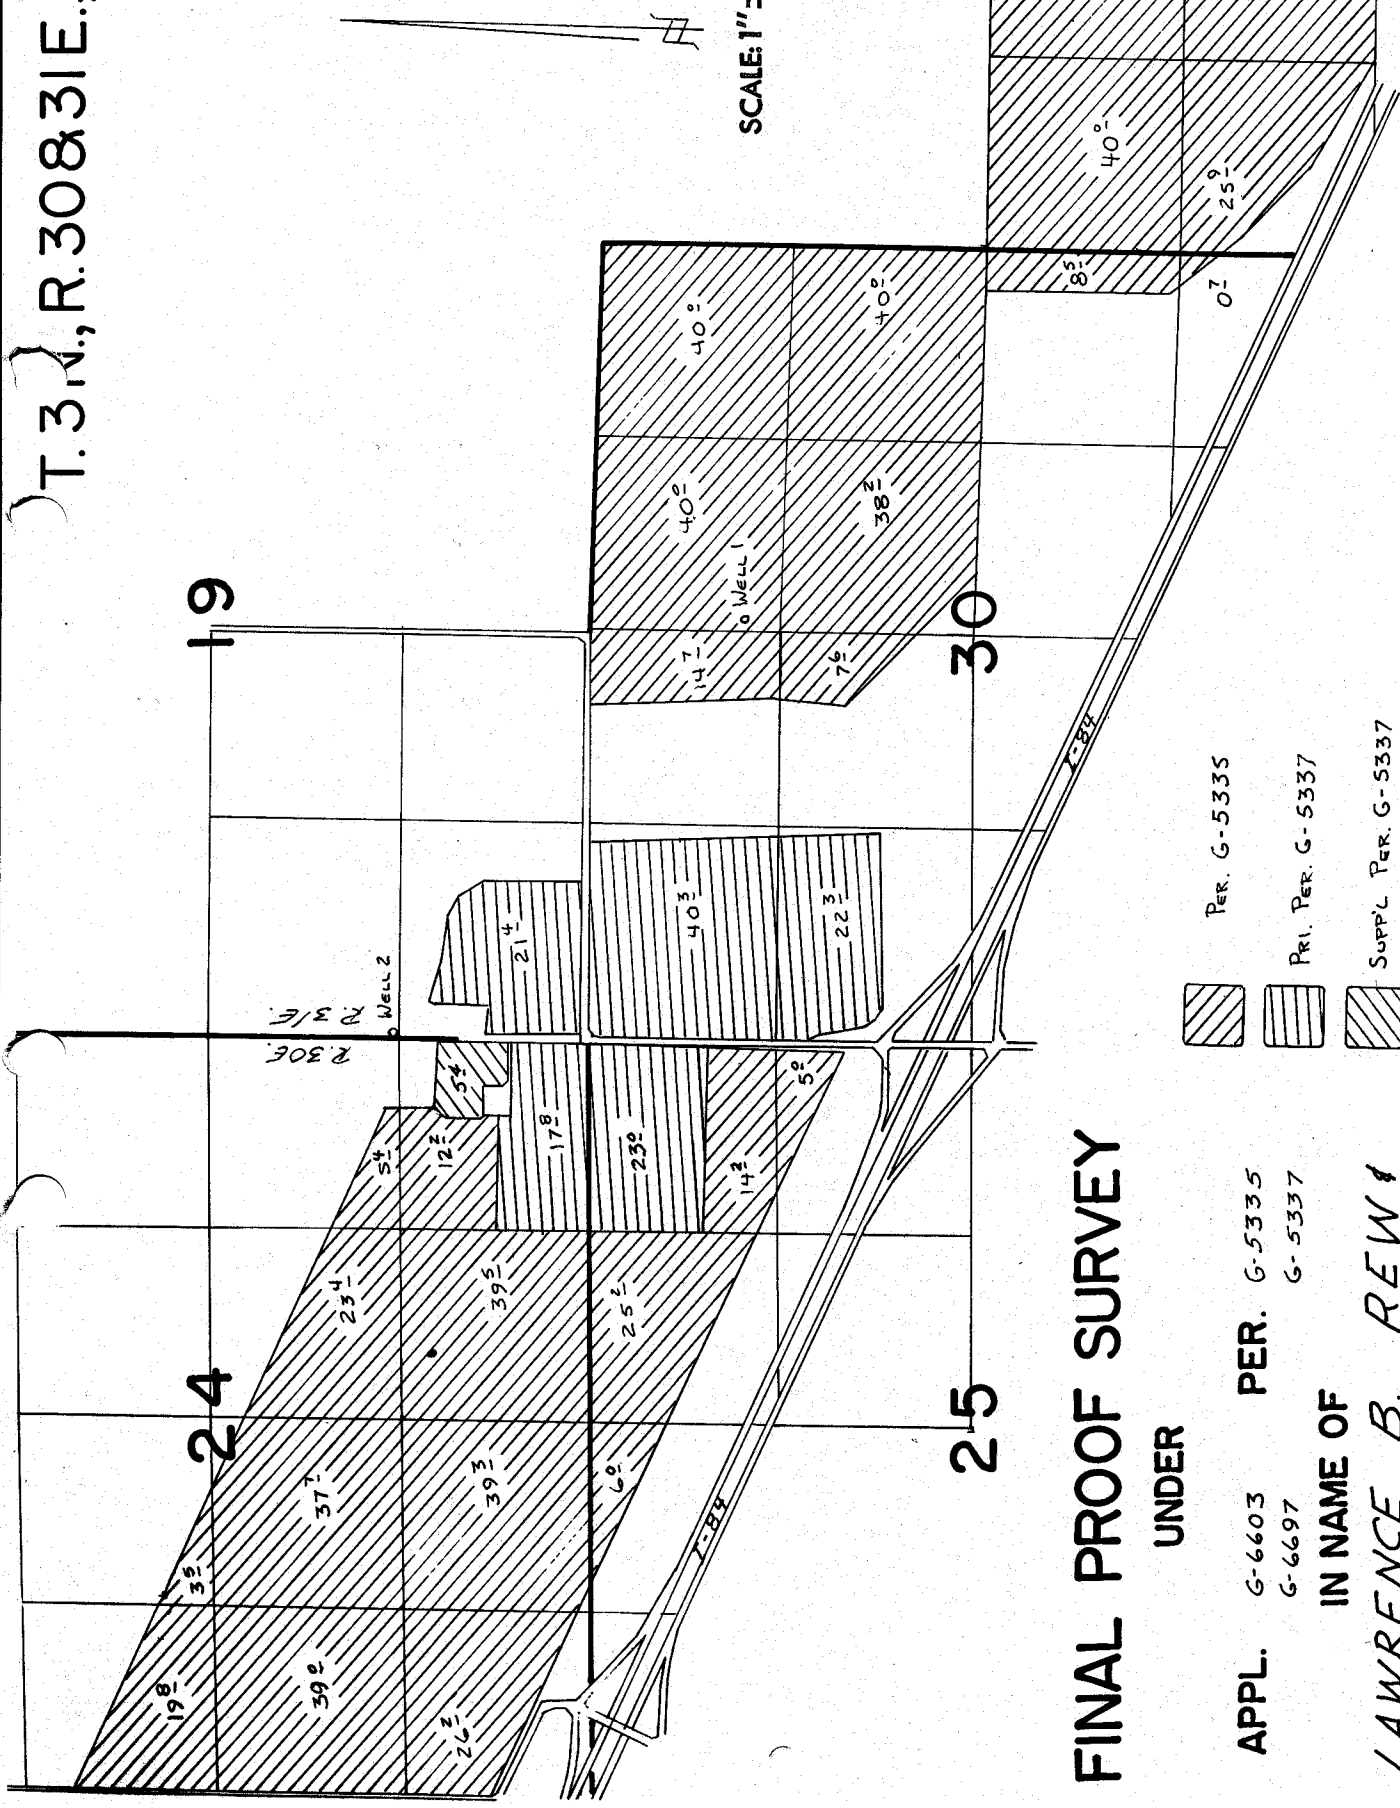 T.3N.,R.30&31E.
SCALE: 1"=
19
24
30
25
R.31E.
R.30E.
WELL 2
WELL 1
19 8
3 5
39 0
37 7
23 4
5 4
12 2
5 4
26 2
39 3
39 5
17 8
21 4
6 0
25 2
23 0
14 2
5 0
40 3
22 3
14 7
7 6
40 0
38 2
40 0
40 0
8 5
0 7
40 0
25 9
I-84
I-84
FINAL PROOF SURVEY
UNDER
APPL. G-6603 PER. G-5335
G-6697 G-5337
IN NAME OF
LAWRENCE B. REW &
PER. G-5335
PRI. PER. G-5337
SUPP'L PER. G-5337